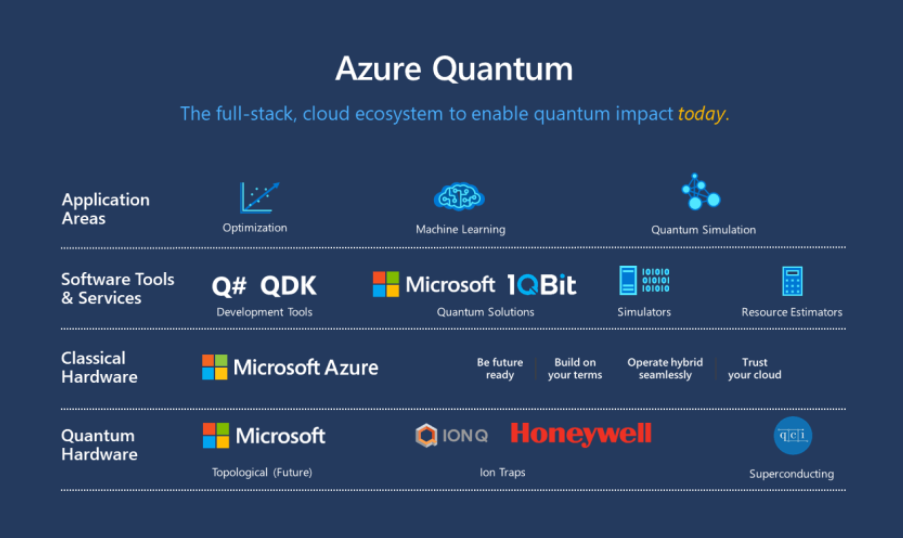 Azure Quantum
The full-stack, cloud ecosystem to enable quantum impact today.
Application
Areas
Optimization
Machine Learning
Quantum Simulation
Software Tools
& Services
Q# QDK
Development Tools
Microsoft 1QBit
Quantum Solutions
101010
010101
101010
Simulators
Resource Estimators
Classical
Hardware
Microsoft Azure
Be future
ready
Build on
your terms
Operate hybrid
seamlessly
Trust
your cloud
Quantum
Hardware
Microsoft
Topological (Future)
IONQ
Honeywell
Ion Traps
qci
Superconducting